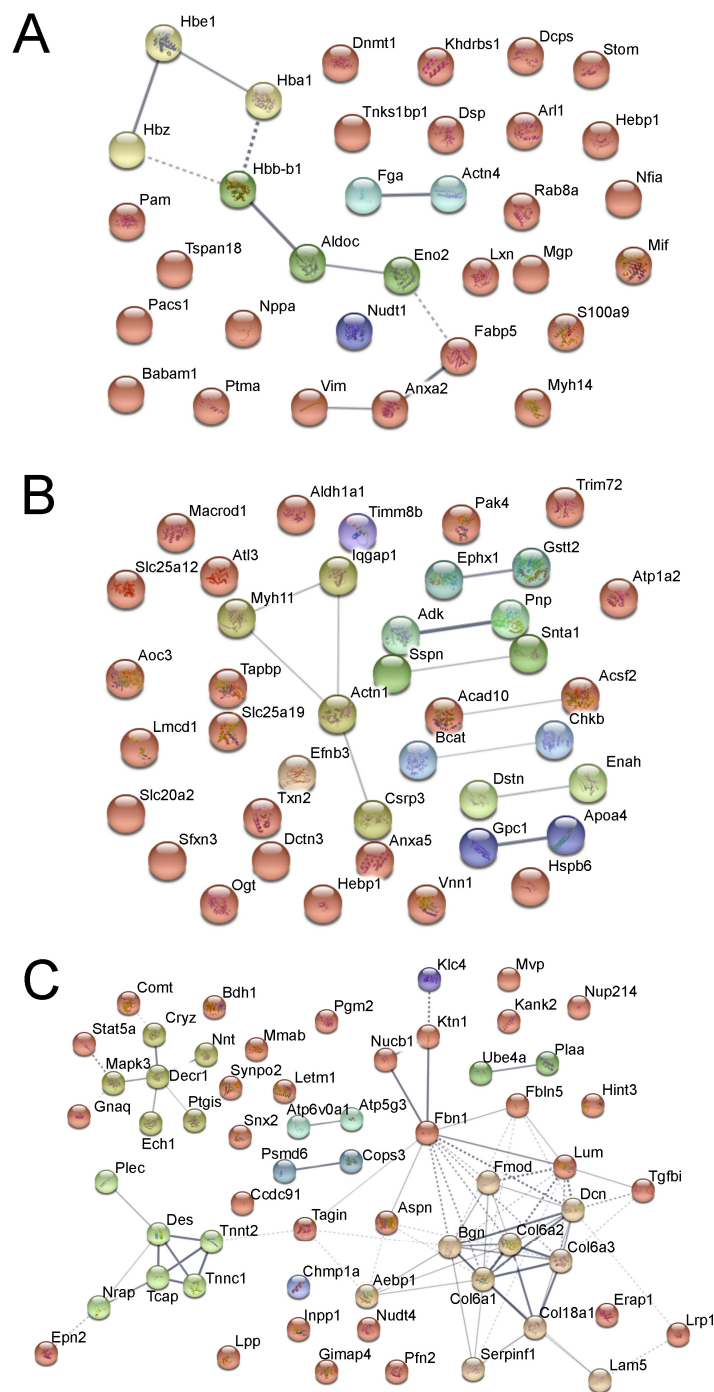 A
Hbe1
Dnmt1
Khdrbs1
Dcps
Stom
Hba1
Tnks1bp1
Dsp
Arl1
Hebp1
Hbz
Hbb-b1
Fga
Actn4
Rab8a
Nfia
Pam
Tspan18
Aldoc
Eno2
Lxn
Mgp
Mif
Pacs1
Nppa
Nudt1
Fabp5
S100a9
Babam1
Ptma
Vim
Anxa2
Myh14
B
Macrod1
Aldh1a1
Timm8b
Pak4
Trim72
Slc25a12
Atl3
Iqgap1
Ephx1
Gstt2
Myh11
Adk
Pnp
Atp1a2
Sspn
Snta1
Aoc3
Tapbp
Actn1
Acad10
Acsf2
Lmcd1
Slc25a19
Bcat
Chkb
Efnb3
Dstn
Enah
Slc20a2
Txn2
Csrp3
Gpc1
Apoa4
Sfxn3
Dctn3
Anxa5
Hspb6
Ogt
Hebp1
Vnn1
C
Comt
Bdh1
Klc4
Mvp
Nup214
Stat5a
Cryz
Pgm2
Ktn1
Kank2
Mapk3
Nnt
Mmab
Nucb1
Ube4a
Plaa
Decr1
Synpo2
Letm1
Gnaq
Ptgis
Snx2
Atp6v0a1
Atp5g3
Fbn1
Fbln5
Hint3
Ech1
Psmd6
Cops3
Fmod
Lum
Plec
Ccdc91
Dcn
Tgfbi
Des
Tnnt2
Tagln
Aspn
Bgn
Col6a2
Col6a3
Nrap
Tcap
Tnnc1
Chmp1a
Aebp1
Col6a1
Col18a1
Erap1
Lrp1
Epn2
Lpp
Inpp1
Nudt4
Gimap4
Pfn2
Serpinf1
Lam5